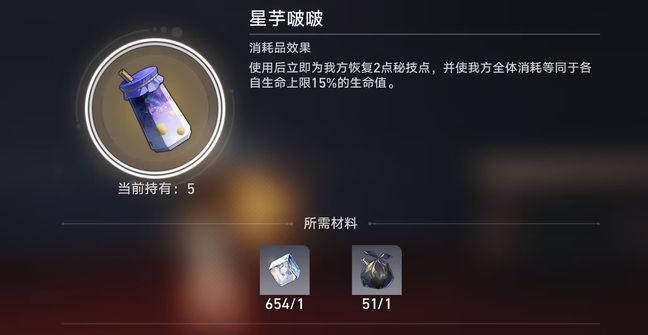 星芋啵啵
消耗品效果
使用后立即为我方恢复2点秘技点，并使我方全体消耗等同于各
自生命上限15%的生命值。
当前持有：5
所需材料
654/1
51/1